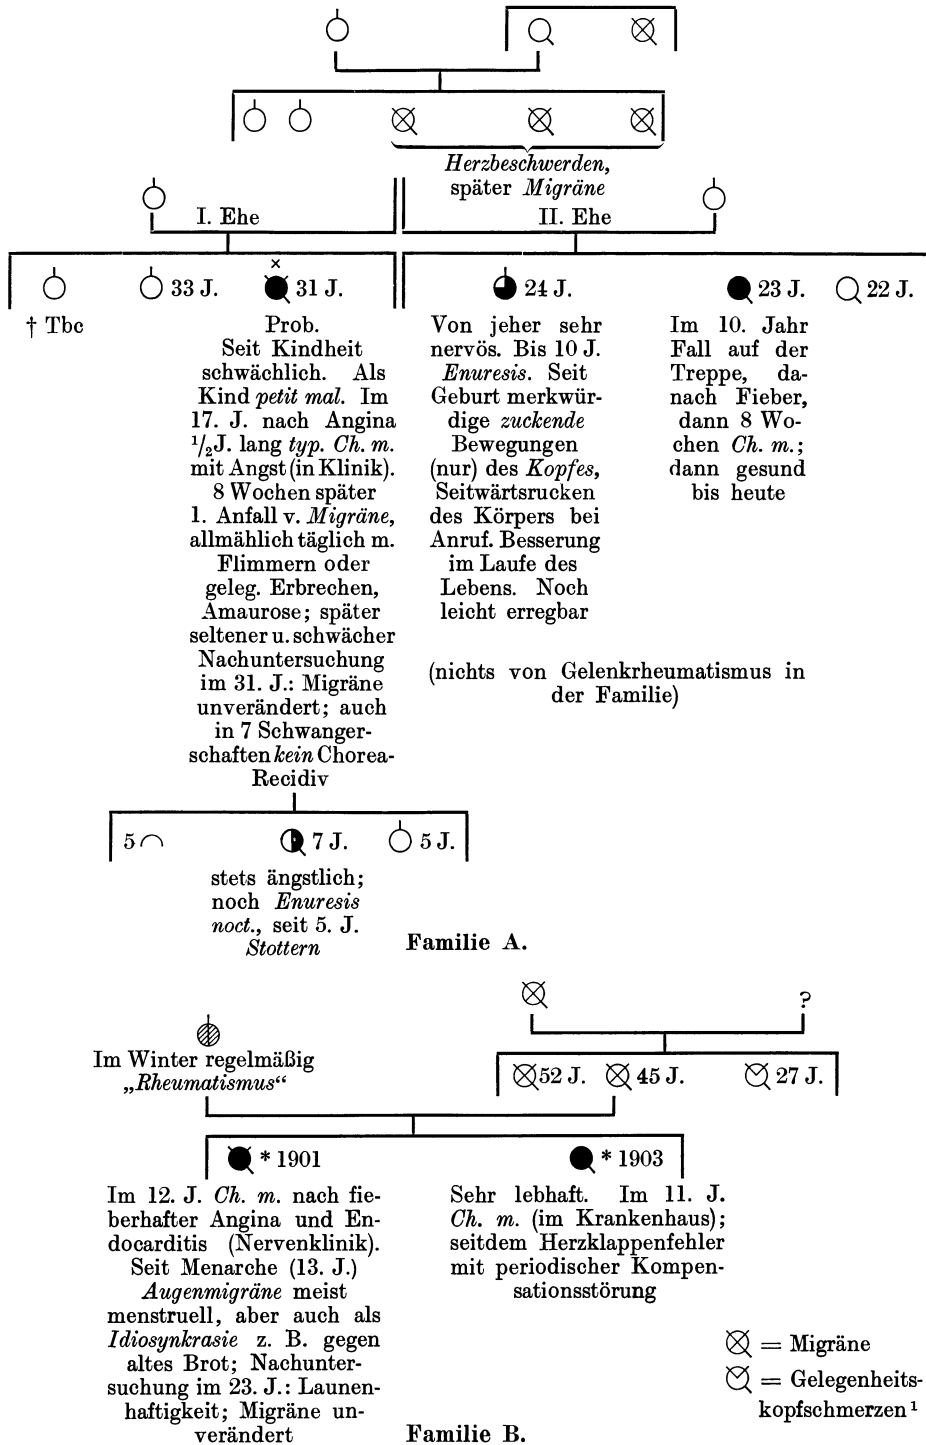 Herzbeschwerden,
später Migräne
I. Ehe
II. Ehe
×
33 J.
31 J.
24 J.
23 J.
22 J.
† Tbc
Prob.
Seit Kindheit
schwächlich. Als
Kind petit mal. Im
17. J. nach Angina
1/2 J. lang typ. Ch. m.
mit Angst (in Klinik).
8 Wochen später
1. Anfall v. Migräne,
allmählich täglich m.
Flimmern oder
geleg. Erbrechen,
Amaurose; später
seltener u. schwächer
Nachuntersuchung
im 31. J.: Migräne
unverändert; auch
in 7 Schwanger-
schaften kein Chorea-
Recidiv
Von jeher sehr
nervös. Bis 10 J.
Enuresis. Seit
Geburt merkwür-
dige zuckende
Bewegungen
(nur) des Kopfes,
Seitwärtsrucken
des Körpers bei
Anruf. Besserung
im Laufe des
Lebens. Noch
leicht erregbar
Im 10. Jahr
Fall auf der
Treppe, da-
nach Fieber,
dann 8 Wo-
chen Ch. m.;
dann gesund
bis heute
(nichts von Gelenkrheumatismus in
der Familie)
5
7 J.
5 J.
stets ängstlich;
noch Enuresis
noct., seit 5. J.
Stottern
Familie A.
?
Im Winter regelmäßig
„Rheumatismus“
52 J.
45 J.
27 J.
* 1901
* 1903
Im 12. J. Ch. m. nach fie-
berhafter Angina und En-
docarditis (Nervenklinik).
Seit Menarche (13. J.)
Augenmigräne meist
menstruell, aber auch als
Idiosynkrasie z. B. gegen
altes Brot; Nachunter-
suchung im 23. J.: Launen-
haftigkeit; Migräne un-
verändert
Sehr lebhaft. Im 11. J.
Ch. m. (im Krankenhaus);
seitdem Herzklappenfehler
mit periodischer Kompen-
sationsstörung
= Migräne
= Gelegenheits-
kopfschmerzen ¹
Familie B.